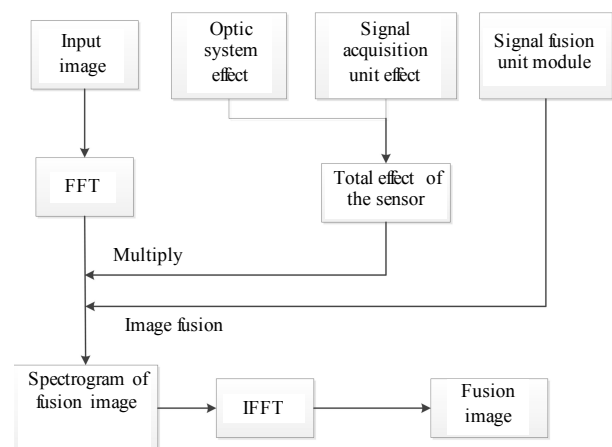 Input
image
Optic
system
effect
Signal
acquisition
unit effect
Signal fusion
unit module
FFT
Total effect of
the sensor
Multiply
Image fusion
Spectrogram of
fusion image
IFFT
Fusion
image